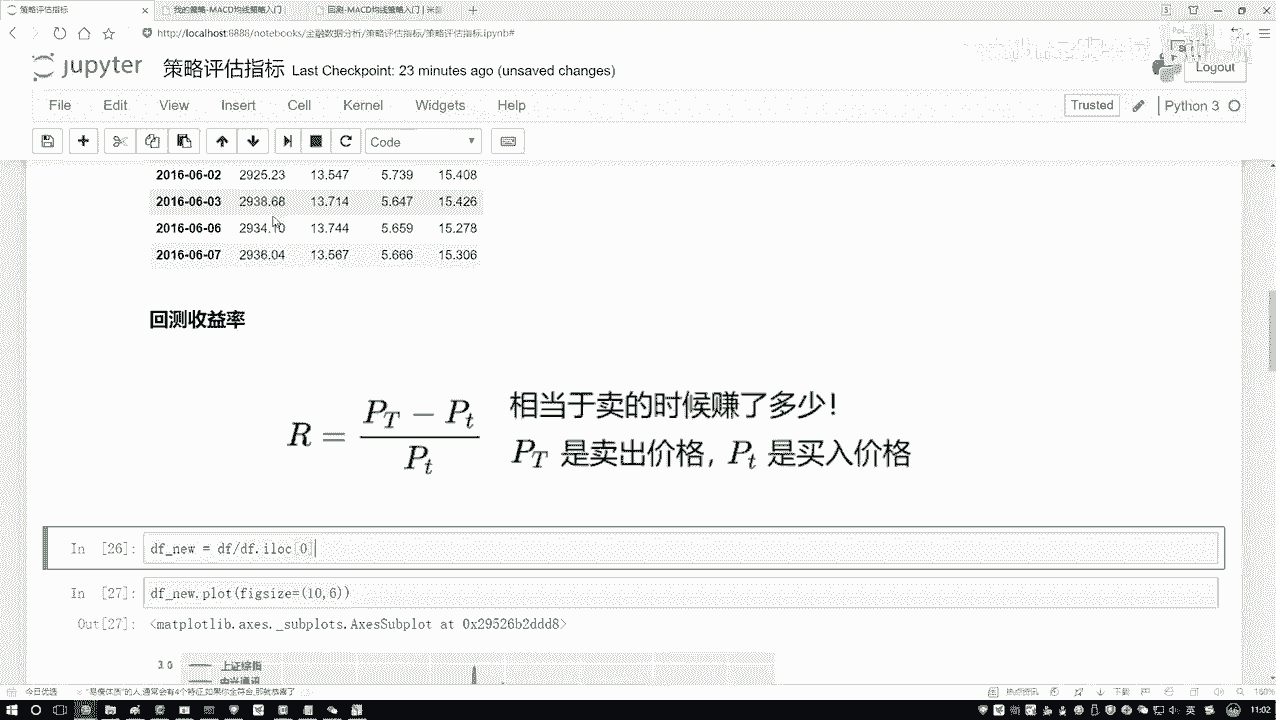 策略评估指标
我的策略-MACD均线策略入门
回测-MACD均线策略入门 | 米筐
http://localhost:8888/notebooks/金融数据分析/策略评估指标/策略评估指标.ipynb#
jupyter 策略评估指标 Last Checkpoint: 23 minutes ago (unsaved changes)
Logout
File Edit View Insert Cell Kernel Widgets Help
Trusted Python 3
Code
2016-06-02 2925.23 13.547 5.739 15.408
2016-06-03 2938.68 13.714 5.647 15.426
2016-06-06 2934.10 13.744 5.659 15.278
2016-06-07 2936.04 13.567 5.666 15.306
回测收益率
R = (P_T − P_t) / P_t
相当于卖的时候赚了多少!
P_T 是卖出价格, P_t 是买入价格
In [26]: df_new = df/df.iloc[0]
In [27]: df_new.plot(figsize=(10,6))
Out[27]: <matplotlib.axes._subplots.AxesSubplot at 0x29526b2ddd8>
3.0 上证综指
今日优选 "易瘦体质"的人,通常会有4个特征,如果你全符合,那就恭喜了
热点资讯 下载 160%
英 11:02